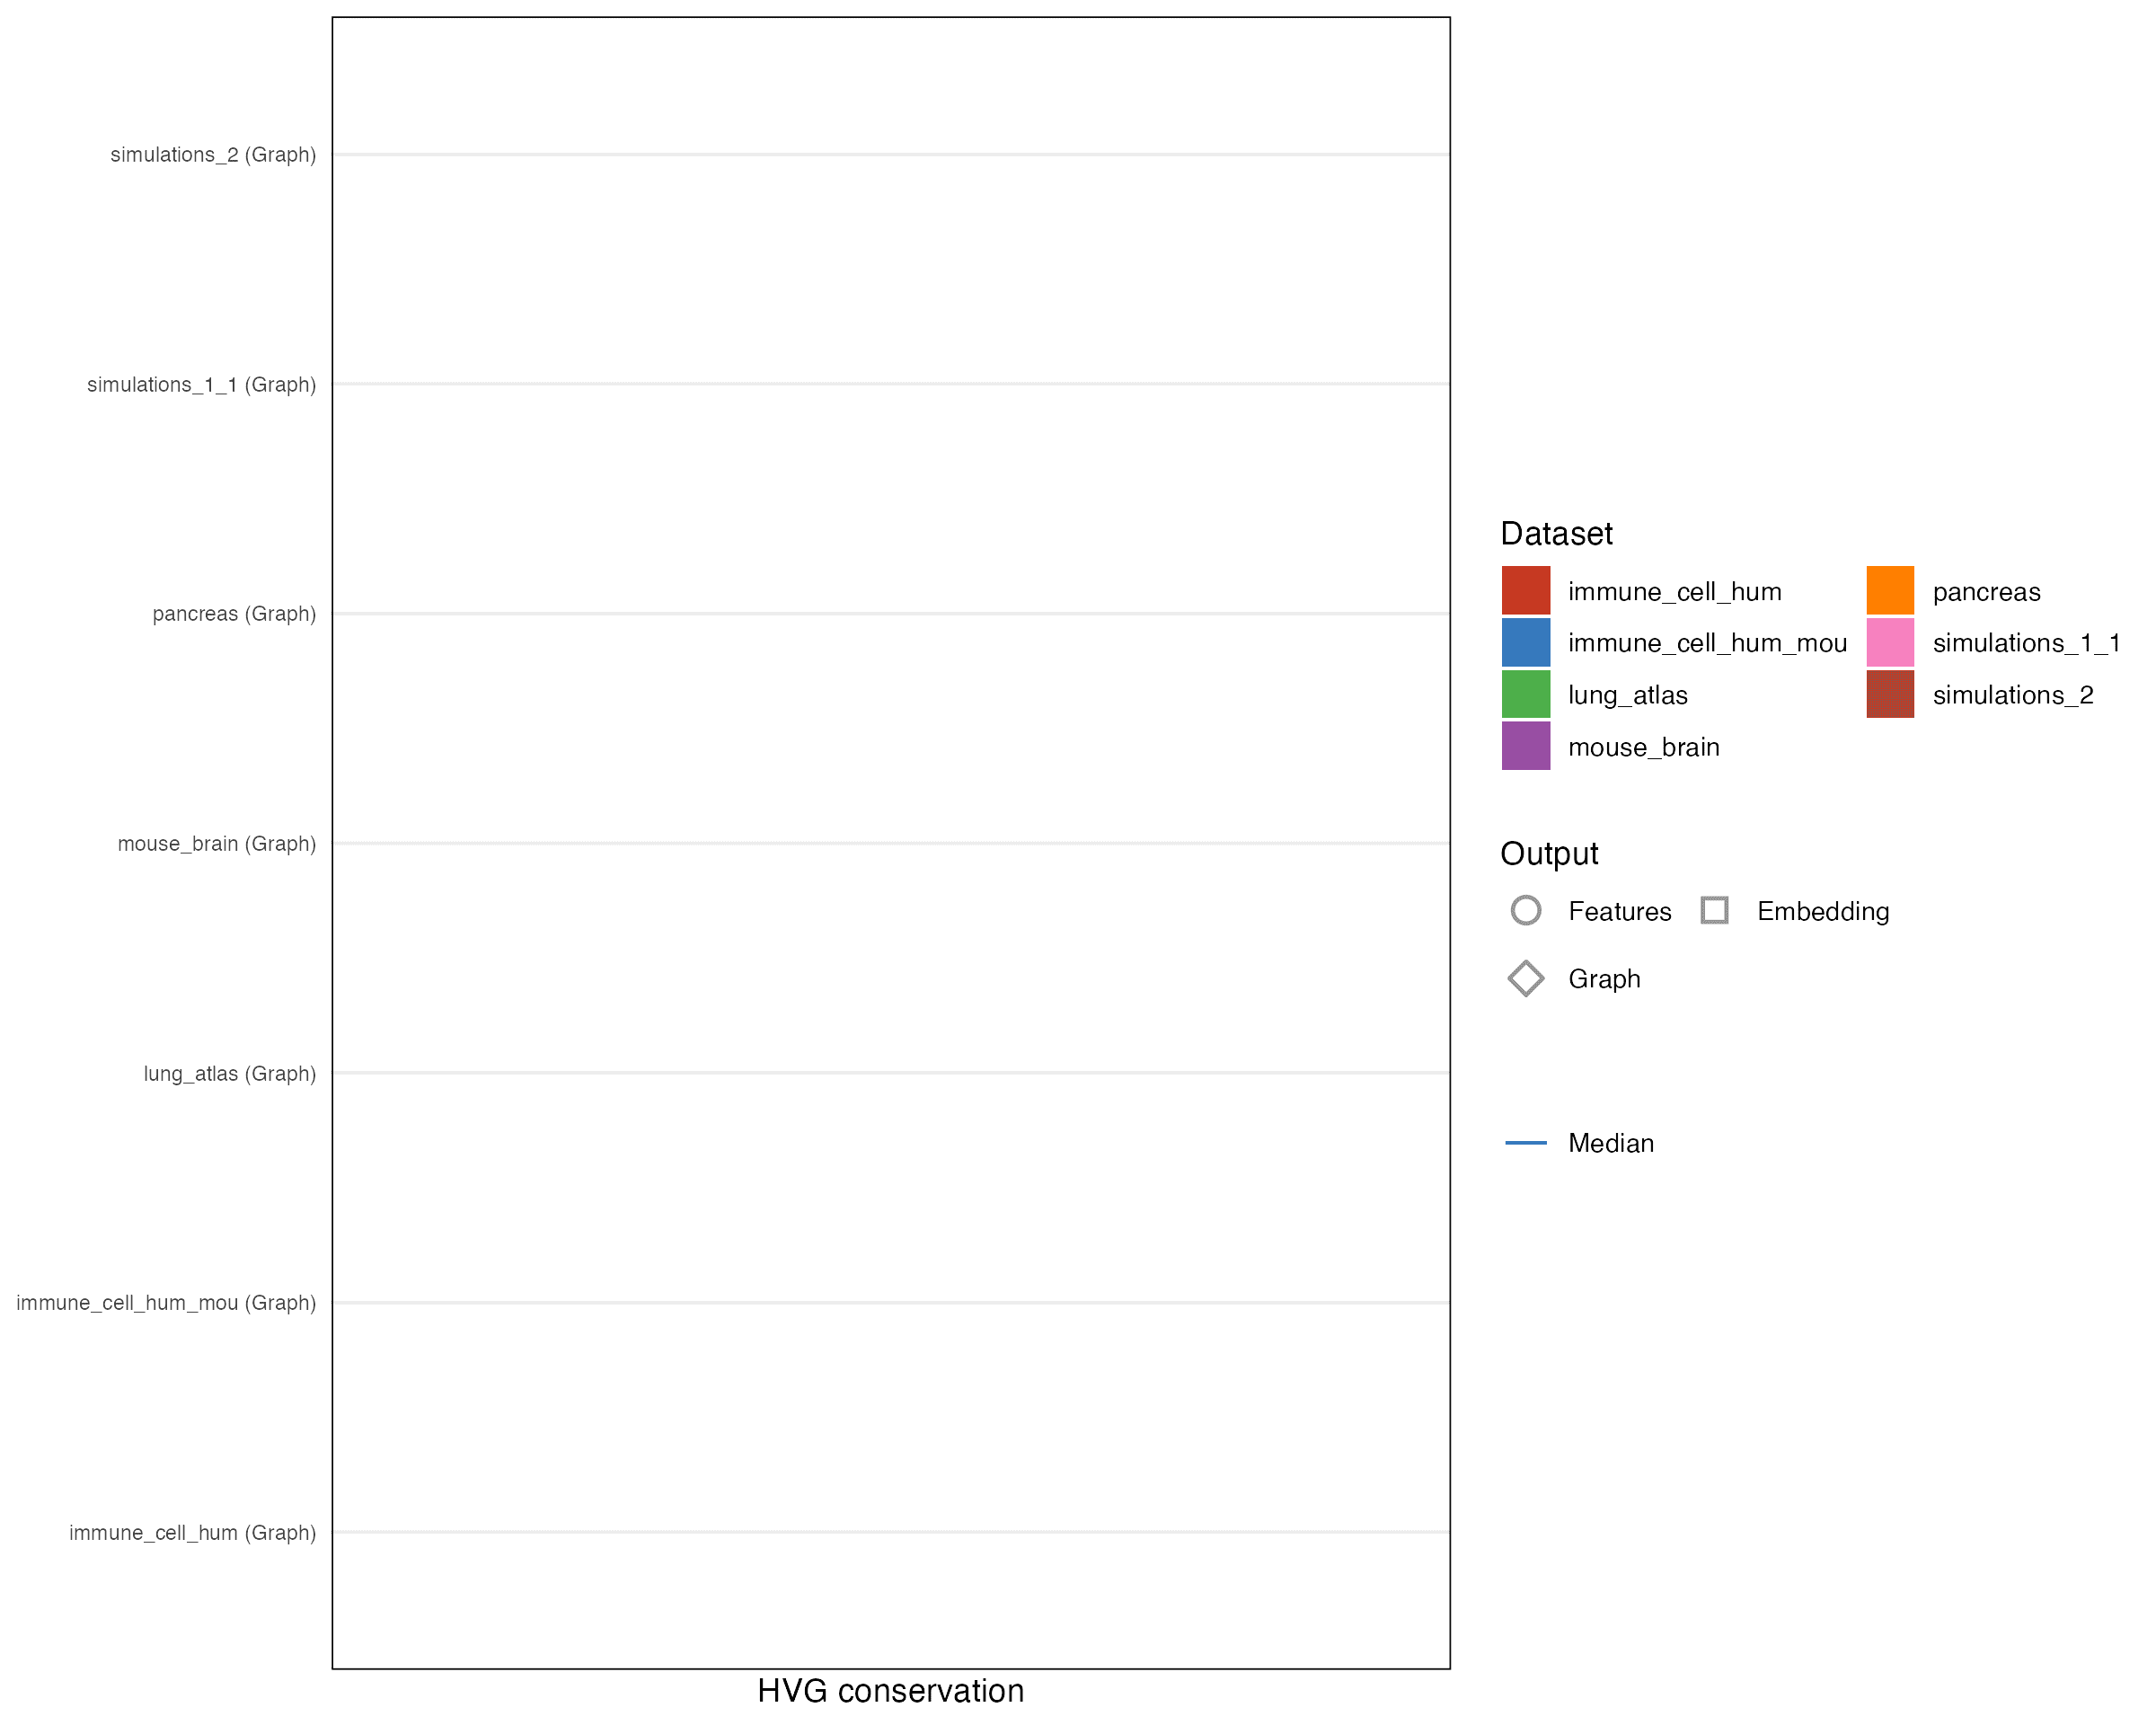 simulations_2 (Graph)
simulations_1_1 (Graph)
pancreas (Graph)
mouse_brain (Graph)
lung_atlas (Graph)
immune_cell_hum_mou (Graph)
immune_cell_hum (Graph)
HVG conservation
Dataset
immune_cell_hum
immune_cell_hum_mou
lung_atlas
mouse_brain
pancreas
simulations_1_1
simulations_2
Output
Features
Embedding
Graph
Median